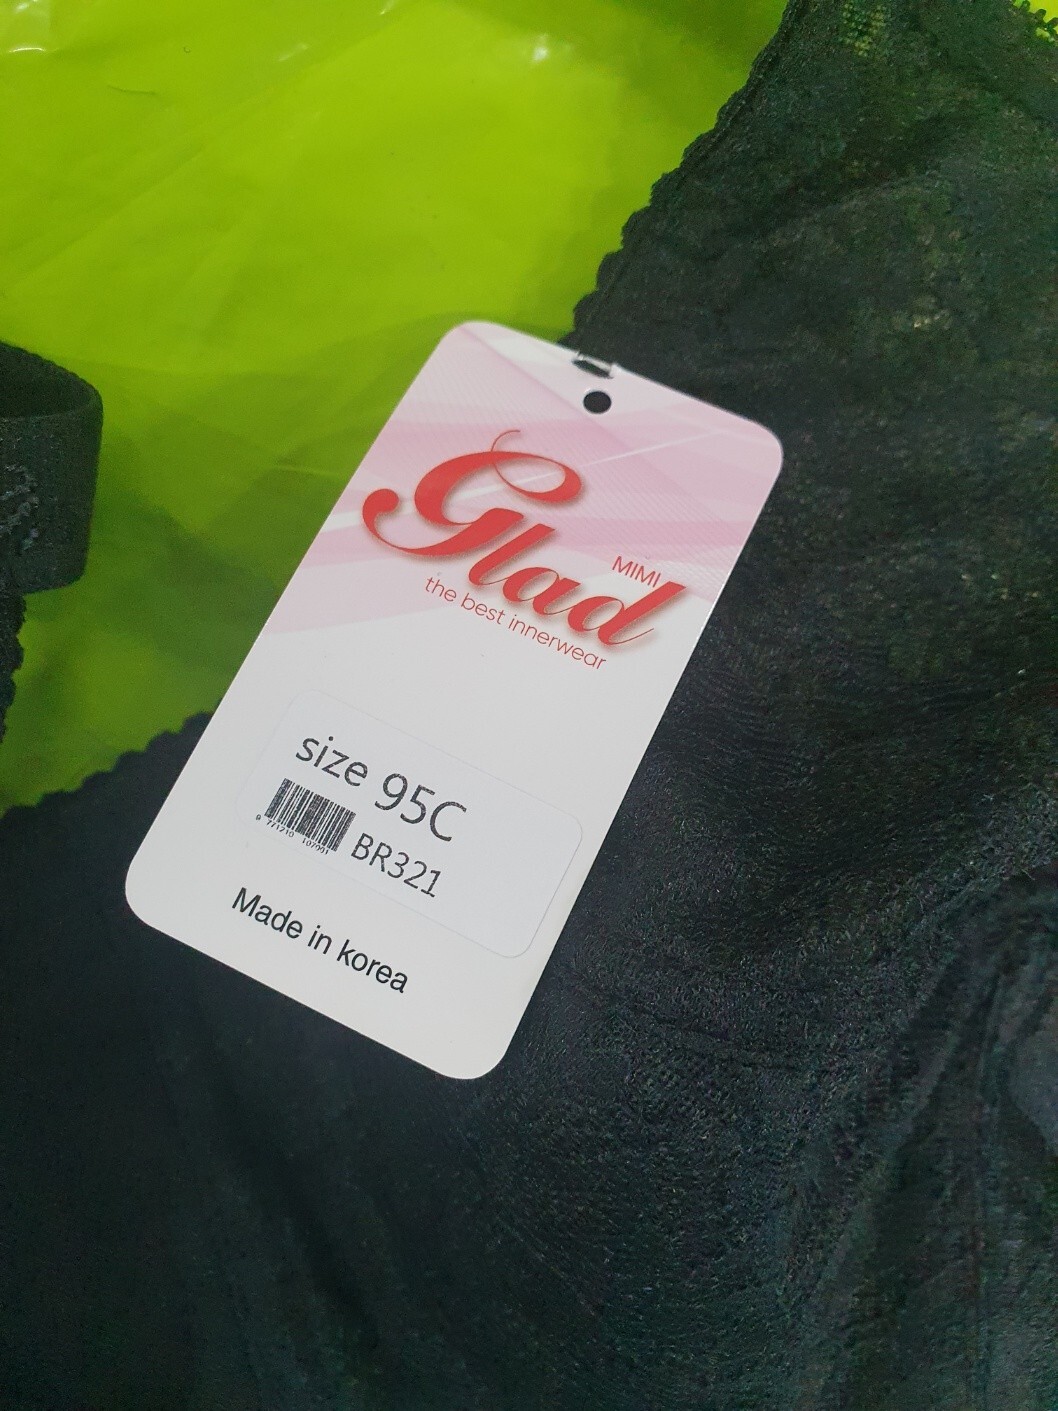 Glad
MIMI
the best innerwear
size 95C
BR321
Made in korea